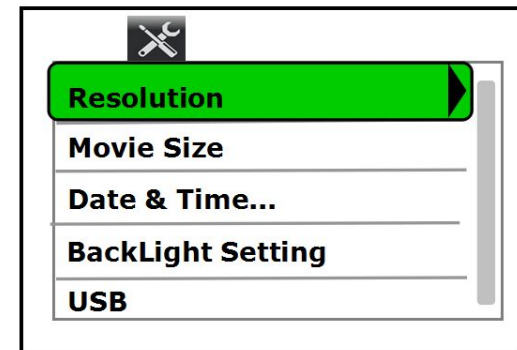 Resolution
Movie Size
Date & Time...
BackLight Setting
USB